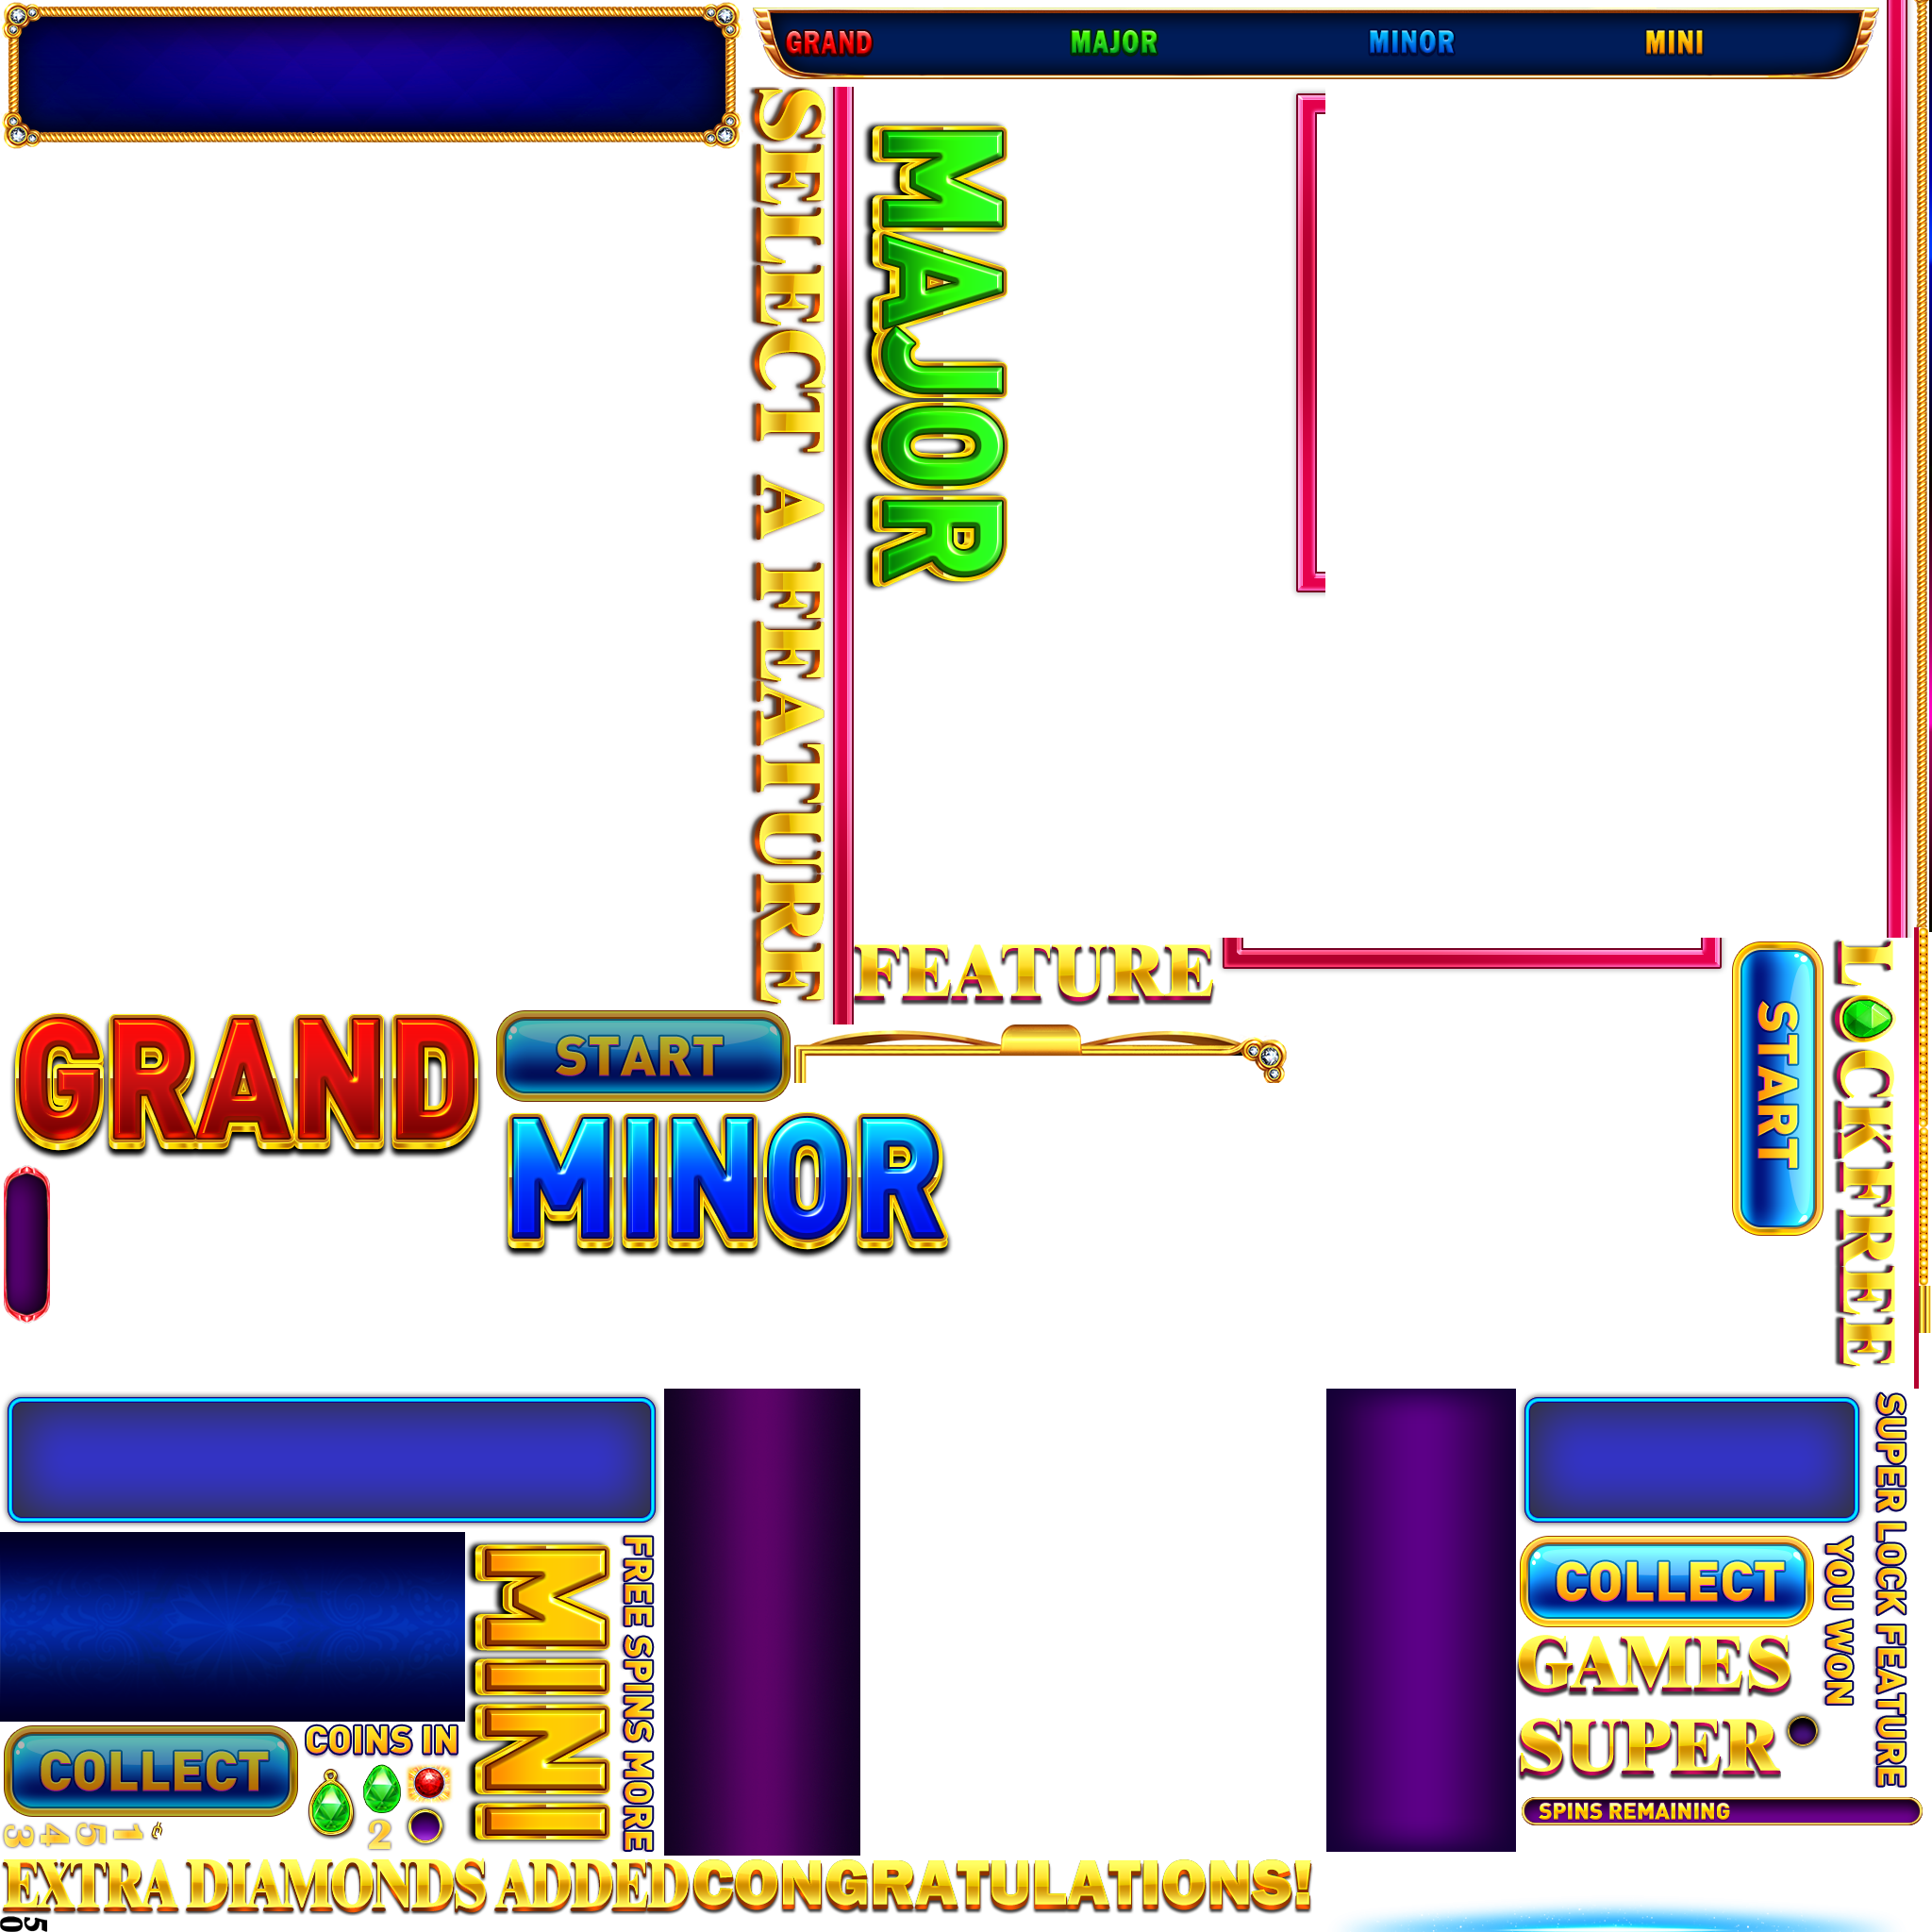 GRAND MAJOR MINOR MINI
SELECT A FEATURE
MAJOR
FEATURE
GRAND
START
MINOR
START
LOCK FREE
SUPER LOCK FEATURE
MINI
FREE SPINS MORE
COLLECT
YOU WON
GAMES
SUPER
COLLECT
COINS IN
SPINS REMAINING
3 4 5 1 ¢
2
EXTRA DIAMONDS ADDED
CONGRATULATIONS!
50